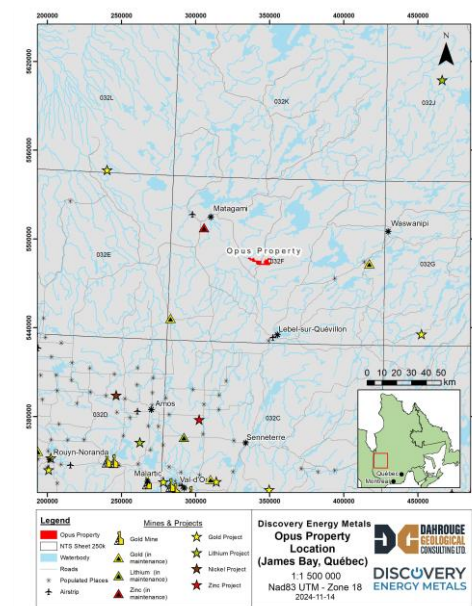 200000
250000
300000
350000
400000
450000
5620000
5560000
5500000
5440000
5380000
N
032L
032K
032J
Matagami
Waswanipi
Opus Property
032E
032F
032G
Lebel-sur-Quévillon
0 10 20 30 40 50
km
Amos
032D
032C
Senneterre
Rouyn-Noranda
Malartic
Val-d'Or
Québec
Montréal
200000
250000
300000
350000
400000
450000
Legend
Opus Property
NTS Sheet 250k
Waterbody
Roads
Populated Places
Airstrip
Mines & Projects
Gold Mine
Gold (in
maintenance)
Lithium (in
maintenance)
Zinc (in
maintenance)
Gold Project
Lithium Project
Nickel Project
Zinc Project
Discovery Energy Metals
Opus Property
Location
(James Bay, Québec)
1:1 500 000
Nad83 UTM - Zone 18
2024-11-14
DAHROUGE
GEOLOGICAL
CONSULTING LTD.
DISCOVERY
ENERGY METALS